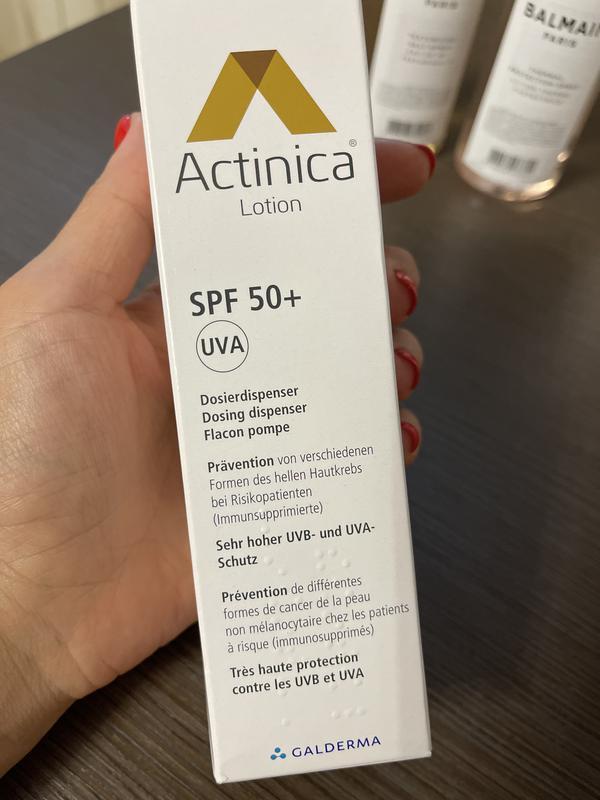 Actinica®
Lotion
SPF 50+
UVA
Dosierdispenser
Dosing dispenser
Flacon pompe
Prävention von verschiedenen
Formen des hellen Hautkrebs
bei Risikopatienten
(Immunsupprimierte)
Sehr hoher UVB- und UVA-
Schutz
Prévention de différentes
formes de cancer de la peau
non mélanocytaire chez les patients
à risque (immunosupprimés)
Très haute protection
contre les UVB et UVA
GALDERMA
BALMAIN
PARIS